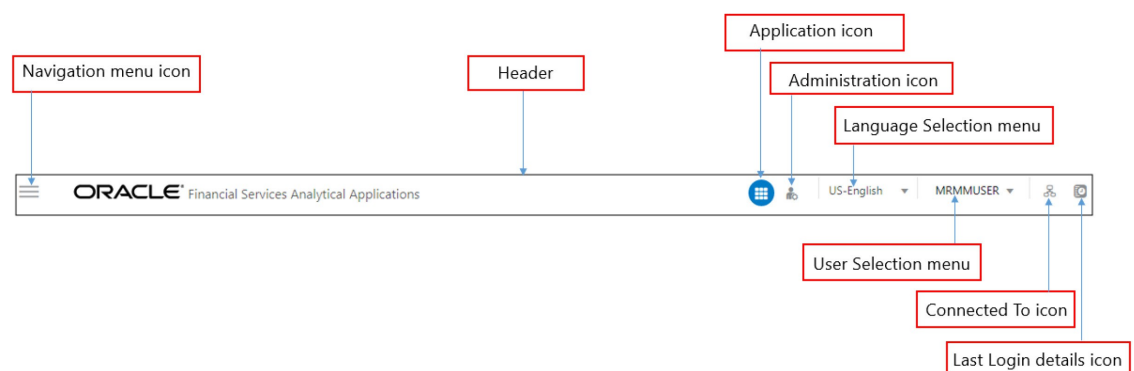 Application icon
Navigation menu icon
Header
Administration icon
Language Selection menu
ORACLE® Financial Services Analytical Applications
US-English
MRMMUSER
User Selection menu
Connected To icon
Last Login details icon